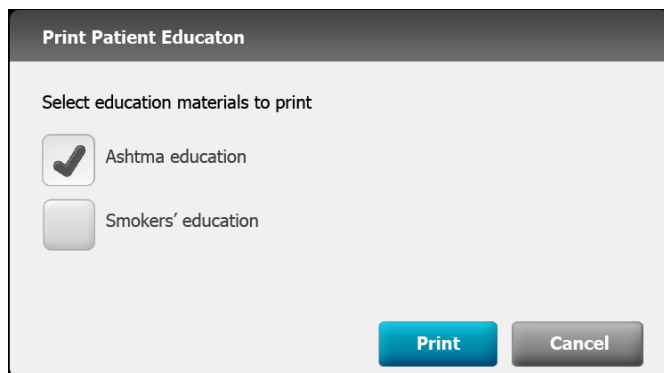 Print Patient Educaton
Select education materials to print
Ashtma education
Smokers’ education
Print Cancel